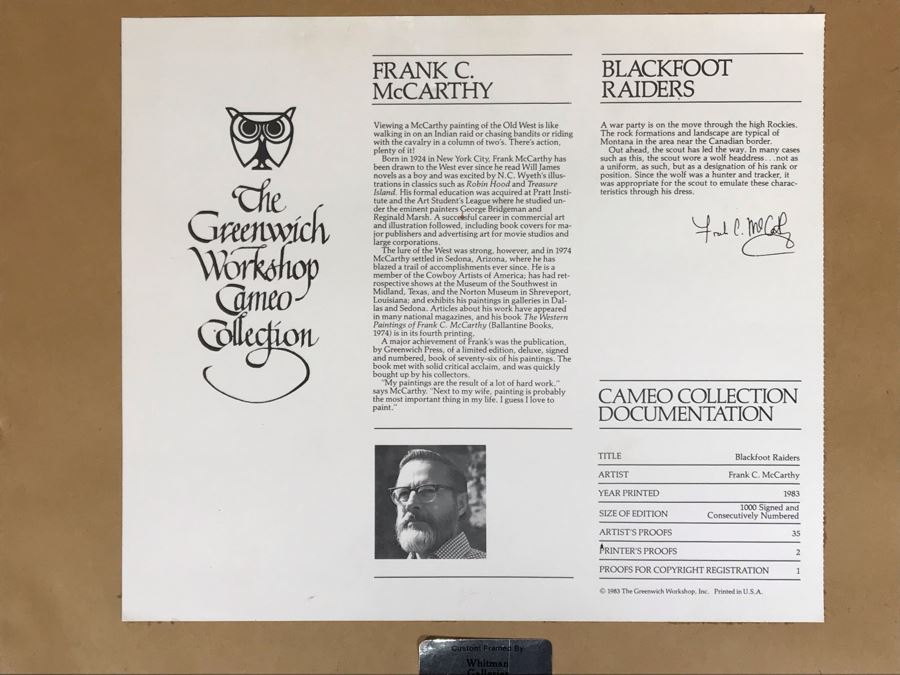 The
Greenwich
Workshop
Cameo
Collection
FRANK C.
McCARTHY
Viewing a McCarthy painting of the Old West is like
walking in on an Indian raid or chasing bandits or riding
with the cavalry in a column of two's. There's action,
plenty of it!
Born in 1924 in New York City, Frank McCarthy has
been drawn to the West ever since he read Will James
novels as a boy and was excited by N.C. Wyeth's illus-
trations in classics such as Robin Hood and Treasure
Island. His formal education was acquired at Pratt Insti-
tute and the Art Student's League where he studied un-
der the eminent painters George Bridgeman and
Reginald Marsh. A successful career in commercial art
and illustration followed, including book covers for ma-
jor publishers and advertising art for movie studios and
large corporations.
The lure of the West was strong, however, and in 1974
McCarthy settled in Sedona, Arizona, where he has
blazed a trail of accomplishments ever since. He is a
member of the Cowboy Artists of America; has had ret-
rospective shows at the Museum of the Southwest in
Midland, Texas, and the Norton Museum in Shreveport,
Louisiana; and exhibits his paintings in galleries in Dal-
las and Sedona. Articles about his work have appeared
in many national magazines, and his book The Western
Paintings of Frank C. McCarthy (Ballantine Books,
1974) is in its fourth printing.
A major achievement of Frank's was the publication,
by Greenwich Press, of a limited edition, deluxe, signed
and numbered, book of seventy-six of his paintings. The
book met with solid critical acclaim, and was quickly
bought up by his collectors.
"My paintings are the result of a lot of hard work,"
says McCarthy. "Next to my wife, painting is probably
the most important thing in my life. I guess I love to
paint."
BLACKFOOT
RAIDERS
A war party is on the move through the high Rockies.
The rock formations and landscape are typical of
Montana in the area near the Canadian border.
Out ahead, the scout has led the way. In many cases
such as this, the scout wore a wolf headdress...not as
a uniform, as such, but as a designation of his rank or
position. Since the wolf was a hunter and tracker, it
was appropriate for the scout to emulate these charac-
teristics through his dress.
Frank C. McCarthy
CAMEO COLLECTION
DOCUMENTATION
TITLE Blackfoot Raiders
ARTIST Frank C. McCarthy
YEAR PRINTED 1983
SIZE OF EDITION 1000 Signed and
Consecutively Numbered
ARTIST'S PROOFS 35
PRINTER'S PROOFS 2
PROOFS FOR COPYRIGHT REGISTRATION 1
© 1983 The Greenwich Workshop, Inc. Printed in U.S.A.
Custom Framed By
Whitman
Galleries